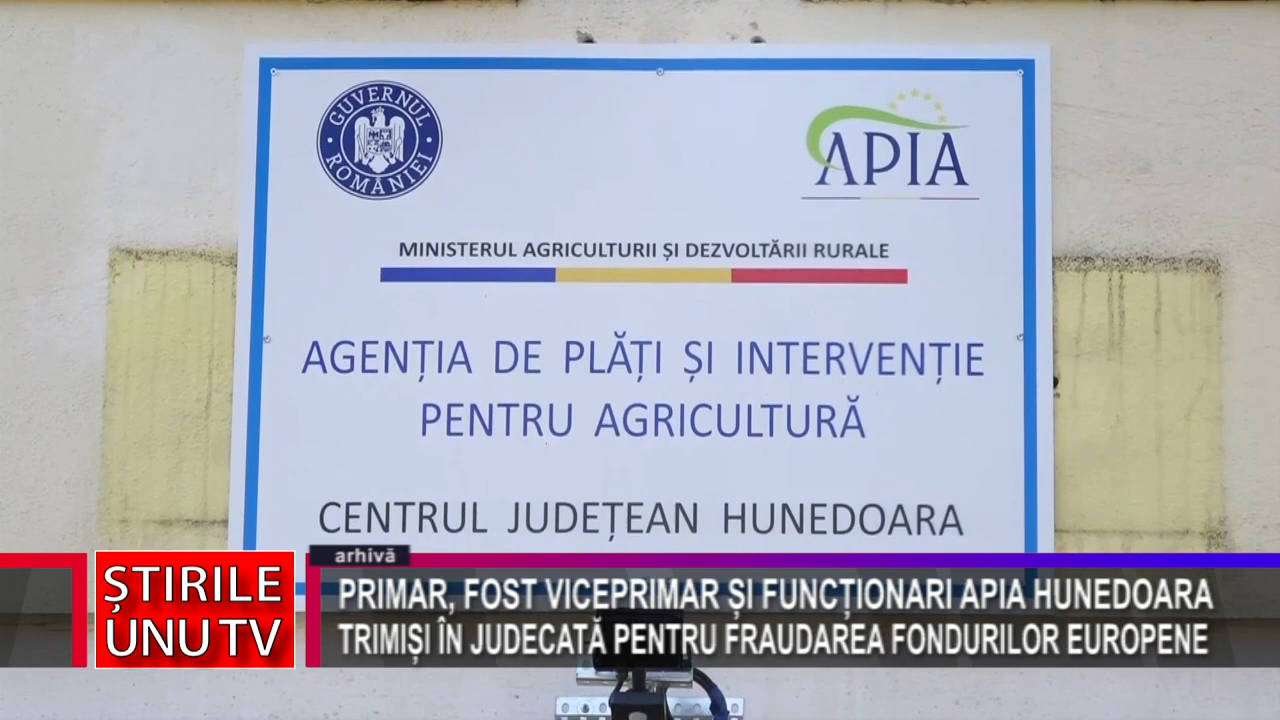 GUVERNUL ROMÂNIEI
APIA
MINISTERUL AGRICULTURII ȘI DEZVOLTĂRII RURALE
AGENȚIA DE PLĂȚI ȘI INTERVENȚIE
PENTRU AGRICULTURĂ
CENTRUL JUDEȚEAN HUNEDOARA
arhivă
ȘTIRILE
UNU TV
PRIMAR, FOST VICEPRIMAR ȘI FUNCȚIONARI APIA HUNEDOARA
TRIMIȘI ÎN JUDECATĂ PENTRU FRAUDAREA FONDURILOR EUROPENE